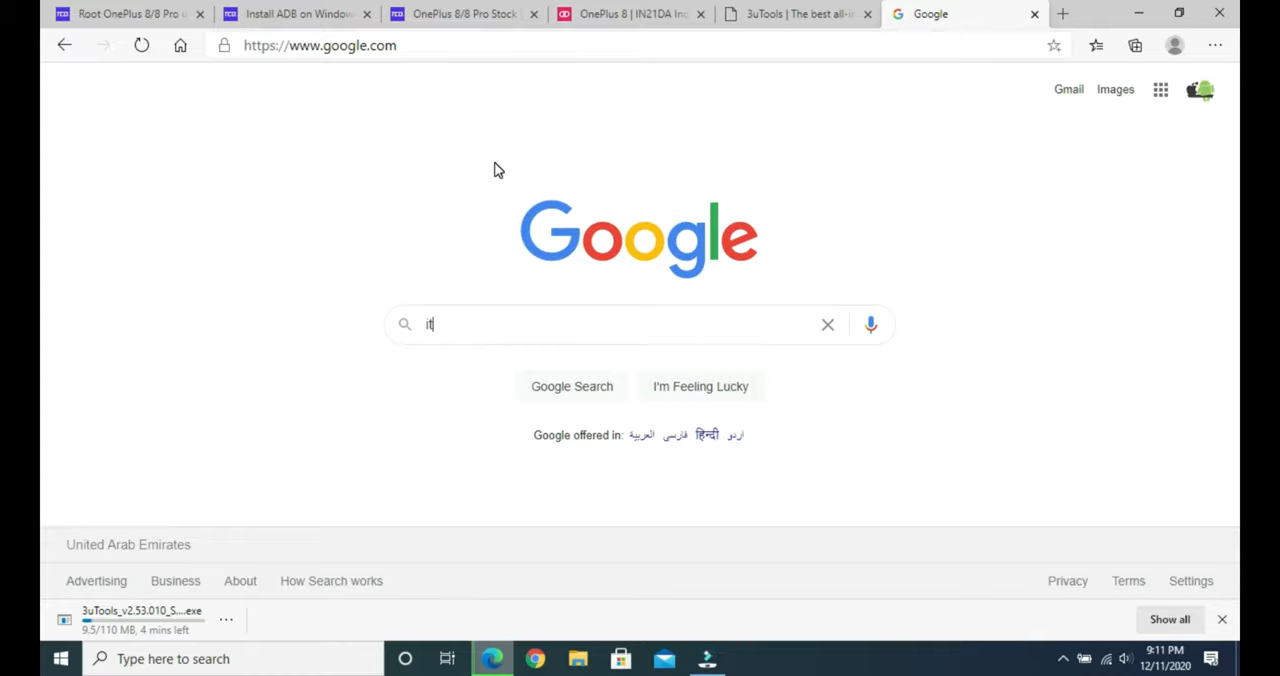 Root OnePlus 8/8 Pro u
Install ADB on Window
OnePlus 8/8 Pro Stock
OnePlus 8 | IN21DA
3uTools | The best all-i
Google
https://www.google.com
Gmail
Images
Google
it
Google Search
I'm Feeling Lucky
Google offered in: العربية فارسی हिन्दी اردو
United Arab Emirates
Advertising
Business
About
How Search works
Privacy
Terms
Settings
3uTools_v2.53.010_S....exe
9.5/110 MB, 4 mins left
Show all
Type here to search
9:11 PM
12/11/2020